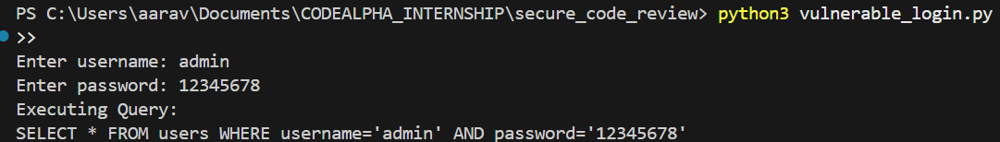 PS C:\Users\aarav\Documents\CODEALPHA_INTERNSHIP\secure_code_review> python3 vulnerable_login.py
>>
Enter username: admin
Enter password: 12345678
Executing Query:
SELECT * FROM users WHERE username='admin' AND password='12345678'